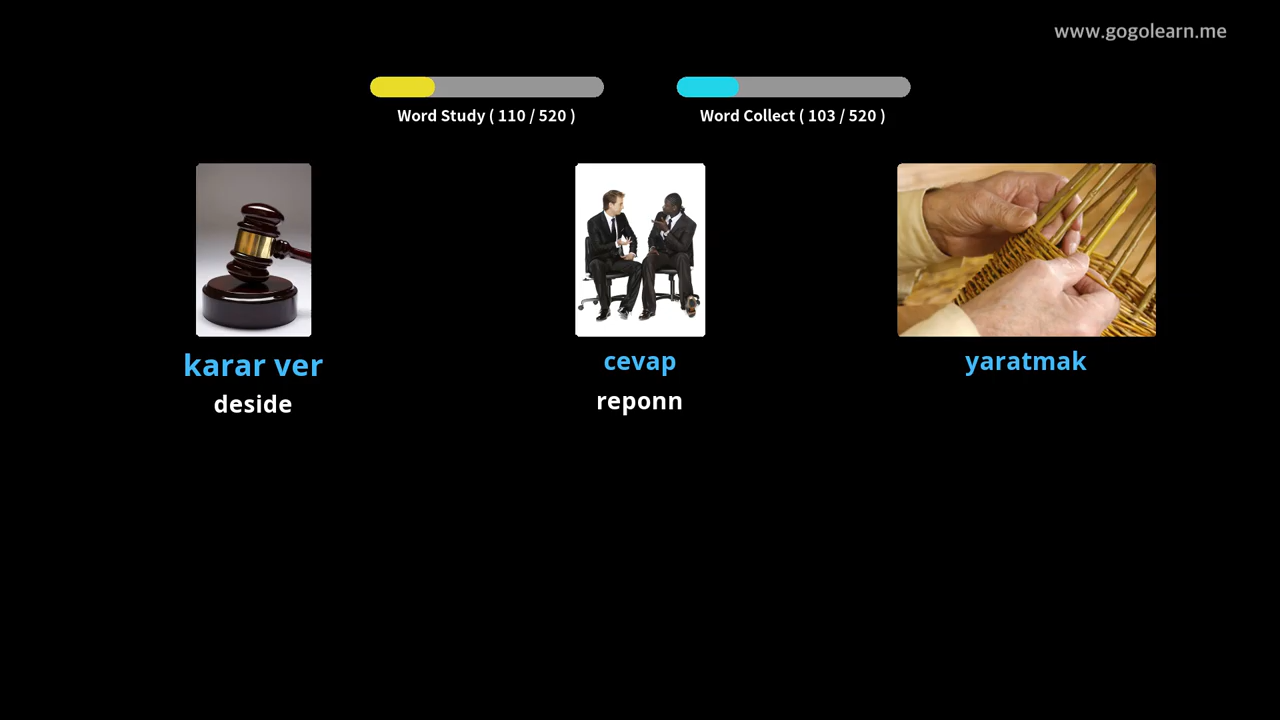 www.gogolearn.me
Word Study ( 110 / 520 )
Word Collect ( 103 / 520 )
karar ver
deside
cevap
reponn
yaratmak